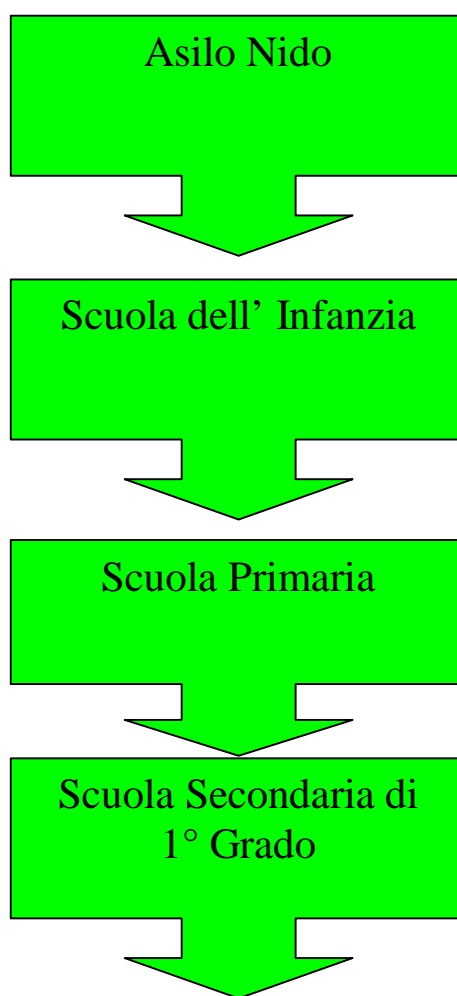 Asilo Nido
Scuola dell’ Infanzia
Scuola Primaria
Scuola Secondaria di
1° Grado